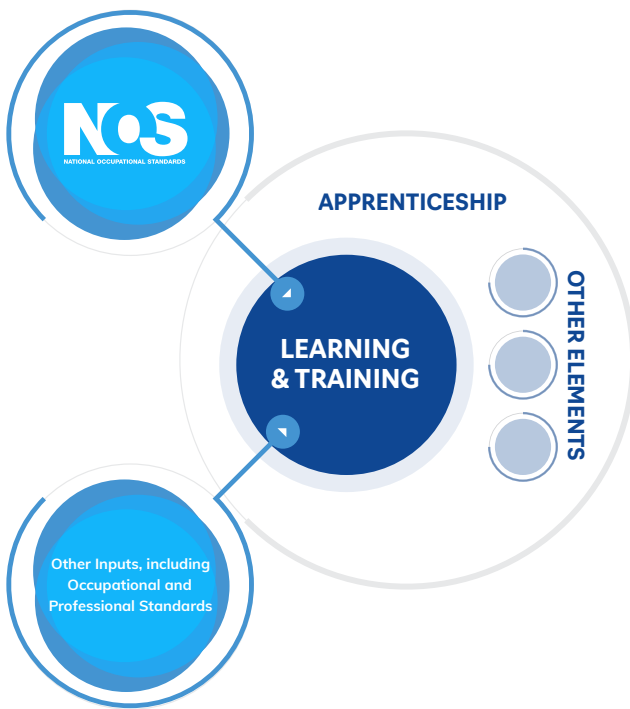 NOS
NATIONAL OCCUPATIONAL STANDARDS
APPRENTICESHIP
LEARNING
& TRAINING
OTHER ELEMENTS
Other Inputs, including
Occupational and
Professional Standards